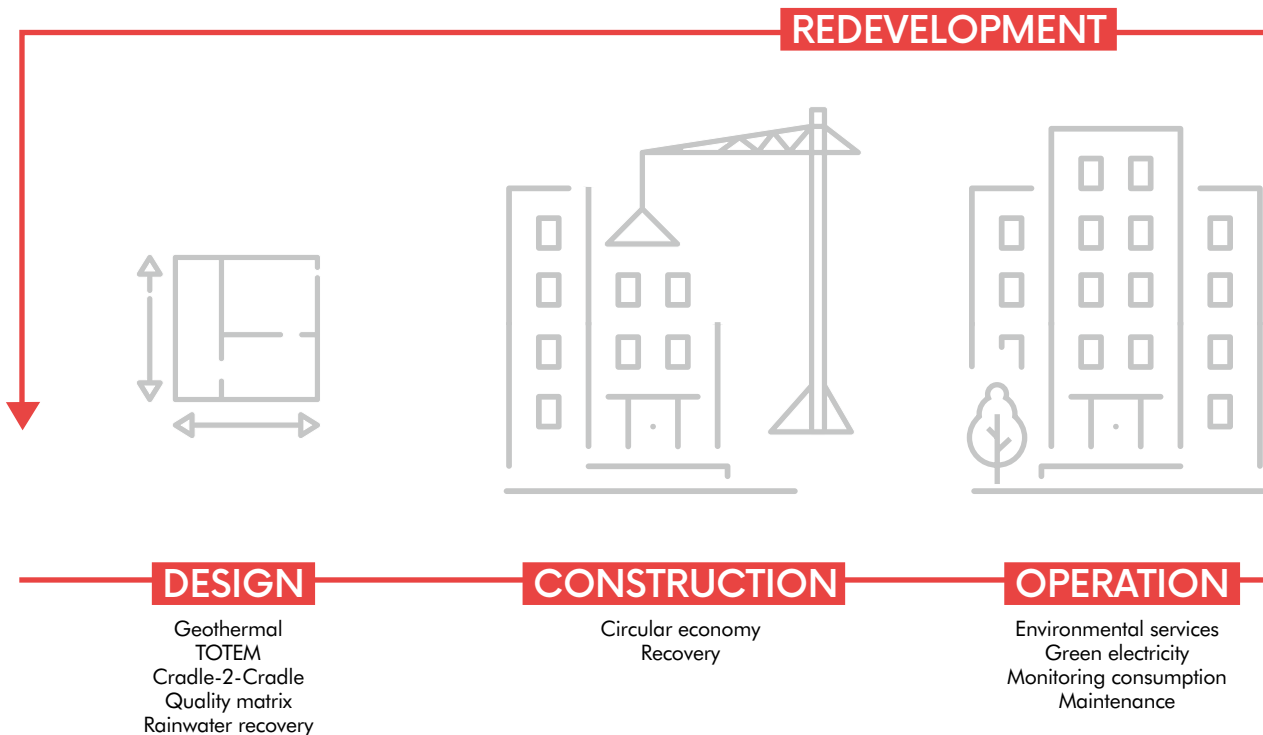 REDEVELOPMENT
DESIGN
Geothermal
TOTEM
Cradle-2-Cradle
Quality matrix
Rainwater recovery
CONSTRUCTION
Circular economy
Recovery
OPERATION
Environmental services
Green electricity
Monitoring consumption
Maintenance